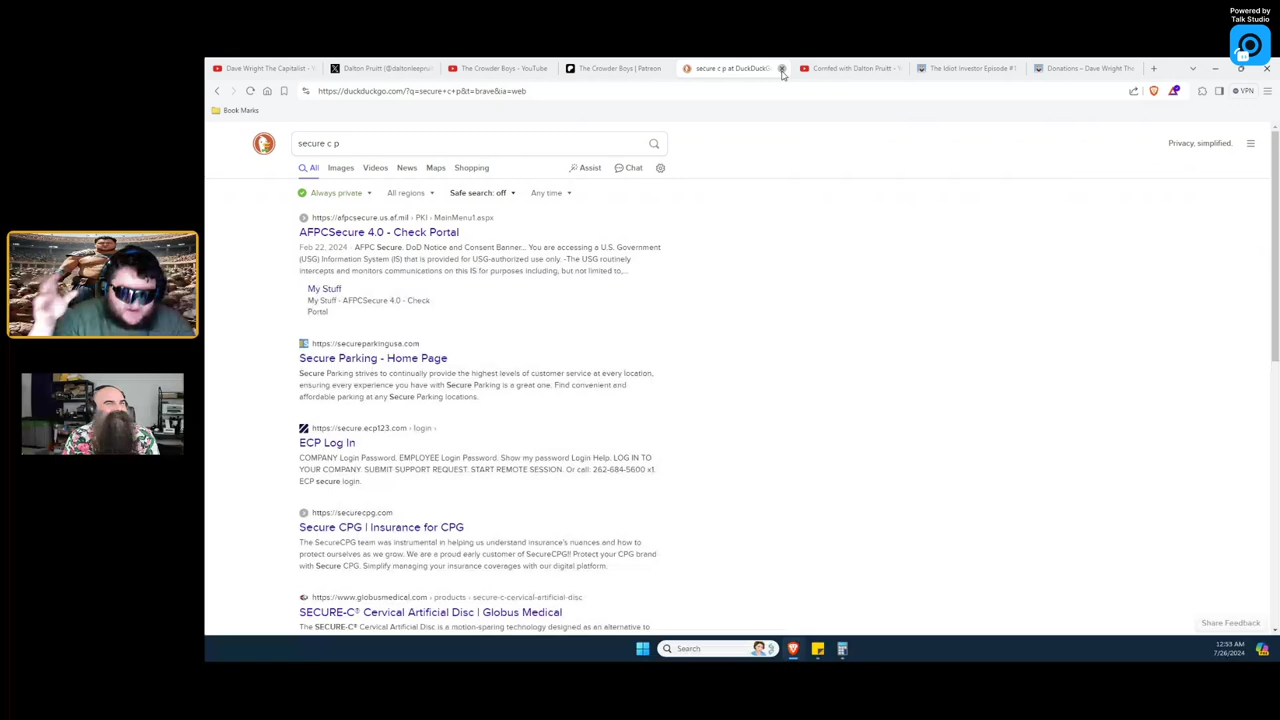 Powered by
Talk Studio
Dave Wright The Capitalist -
Dalton Pruitt (@daltonleeprui
The Crowder Boys - YouTube
The Crowder Boys | Patreon
secure c p at DuckDuckG
Cornfed with Dalton Pruitt -
The Idiot Investor Episode #1
Donations – Dave Wright The
https://duckduckgo.com/?q=secure+c+p&t=brave&ia=web
VPN
Book Marks
secure c p
Privacy, simplified.
All
Images
Videos
News
Maps
Shopping
Assist
Chat
Always private
All regions
Safe search: off
Any time
https://afpcsecure.us.af.mil › PKI › MainMenu1.aspx
AFPCSecure 4.0 - Check Portal
Feb 22, 2024 · AFPC Secure. DoD Notice and Consent Banner... You are accessing a U.S. Government
(USG) Information System (IS) that is provided for USG-authorized use only. -The USG routinely
intercepts and monitors communications on this IS for purposes including, but not limited to,...
My Stuff
My Stuff - AFPCSecure 4.0 - Check
Portal
https://secureparkingusa.com
Secure Parking - Home Page
Secure Parking strives to continually provide the highest levels of customer service at every location,
ensuring every experience you have with Secure Parking is a great one. Find convenient and
affordable parking at any Secure Parking locations.
https://secure.ecp123.com › login ›
ECP Log In
COMPANY Login Password. EMPLOYEE Login Password. Show my password Login Help. LOG IN TO
YOUR COMPANY. SUBMIT SUPPORT REQUEST. START REMOTE SESSION. Or call: 262-684-5600 x1.
ECP secure login.
https://securecpg.com
Secure CPG | Insurance for CPG
The SecureCPG team was instrumental in helping us understand insurance's nuances and how to
protect ourselves as we grow. We are a proud early customer of SecureCPG!! Protect your CPG brand
with Secure CPG. Simplify managing your insurance coverages with our digital platform.
https://www.globusmedical.com › products › secure-c-cervical-artificial-disc
SECURE-C® Cervical Artificial Disc | Globus Medical
The SECURE-C® Cervical Artificial Disc is a motion-sparing technology designed as an alternative to
Share Feedback
Search
12:53 AM
7/26/2024